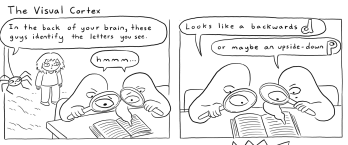 The Visual Cortex
In the back of your brain, these
guys identify the letters you see.
hmmm...
Looks like a backwards
or maybe an upside-down